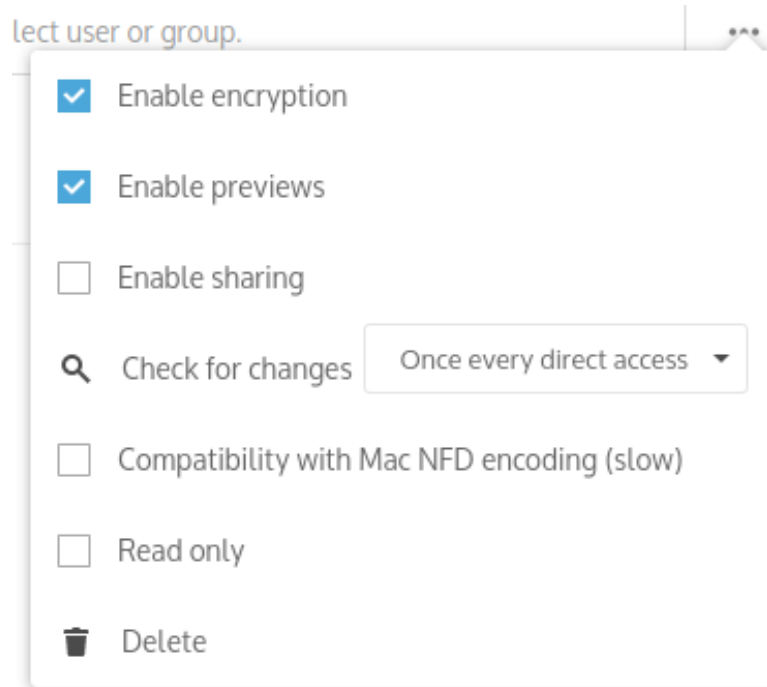 lect user or group.
Enable encryption
Enable previews
Enable sharing
Check for changes Once every direct access
Compatibility with Mac NFD encoding (slow)
Read only
Delete